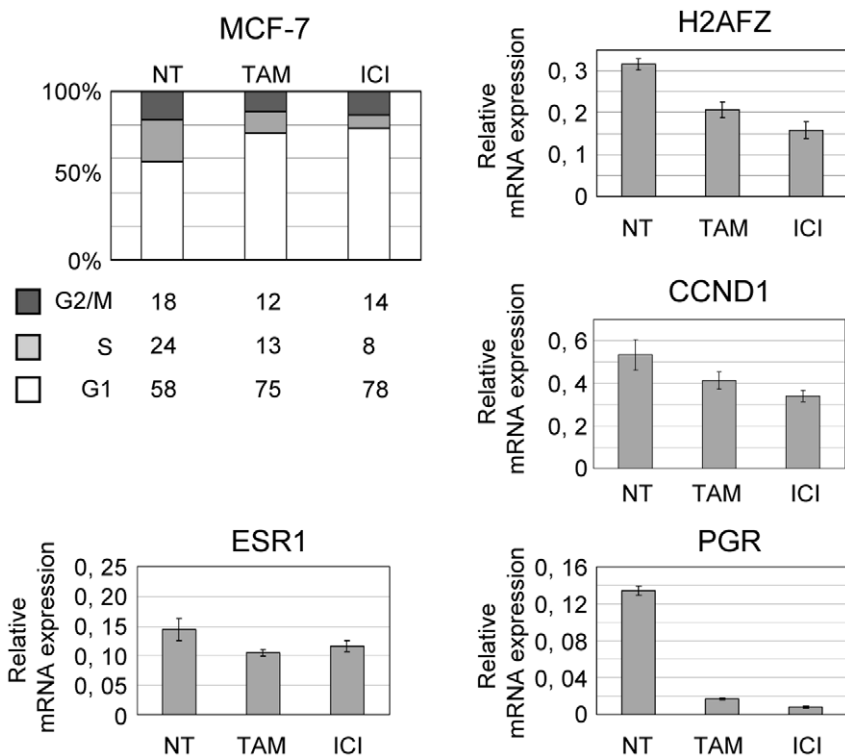 MCF-7
NT TAM ICI
100%
50%
0%
G2/M 18 12 14
S 24 13 8
G1 58 75 78
H2AFZ
Relative
mRNA expression
0, 3
0, 2
0, 1
0
NT TAM ICI
CCND1
Relative
mRNA expression
0, 6
0, 4
0, 2
0
NT TAM ICI
ESR1
Relative
mRNA expression
0, 25
0, 20
0, 15
0, 10
0, 05
0
NT TAM ICI
PGR
Relative
mRNA expression
0, 16
0, 12
0, 08
0, 04
0
NT TAM ICI